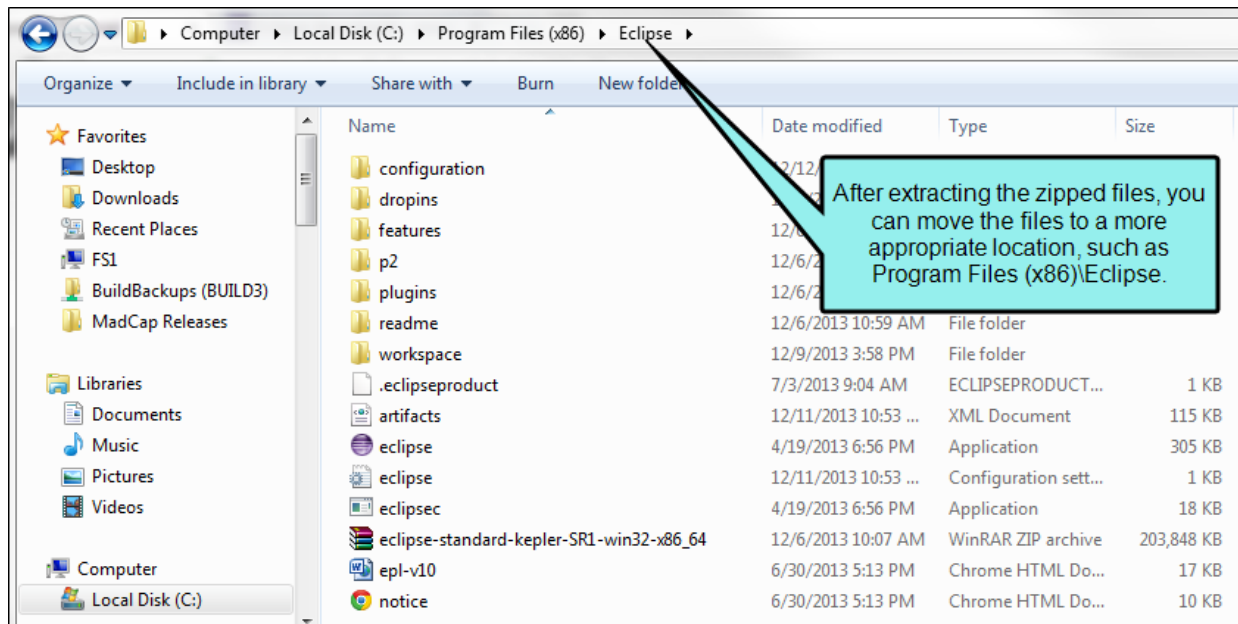 Computer Local Disk (C:) Program Files (x86) Eclipse
Organize Include in library Share with Burn New folder
Favorites
Desktop
Downloads
Recent Places
FS1
BuildBackups (BUILD3)
MadCap Releases
Libraries
Documents
Music
Pictures
Videos
Computer
Local Disk (C:)
Name Date modified Type Size
configuration
dropins
features
p2
plugins
readme 12/6/2013 10:59 AM File folder
workspace 12/9/2013 3:58 PM File folder
.eclipseproduct 7/3/2013 9:04 AM ECLIPSEPRODUCT... 1 KB
artifacts 12/11/2013 10:53 ... XML Document 115 KB
eclipse 4/19/2013 6:56 PM Application 305 KB
eclipse 12/11/2013 10:53 ... Configuration sett... 1 KB
eclipsec 4/19/2013 6:56 PM Application 18 KB
eclipse-standard-kepler-SR1-win32-x86_64 12/6/2013 10:07 AM WinRAR ZIP archive 203,848 KB
epl-v10 6/30/2013 5:13 PM Chrome HTML Do... 17 KB
notice 6/30/2013 5:13 PM Chrome HTML Do... 10 KB
After extracting the zipped files, you
can move the files to a more
appropriate location, such as
Program Files (x86)\Eclipse.